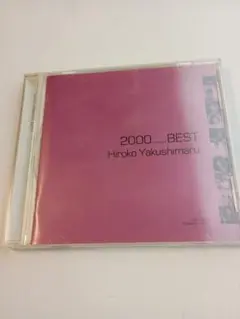 2000.......BEST
Hiroko Yakushimaru